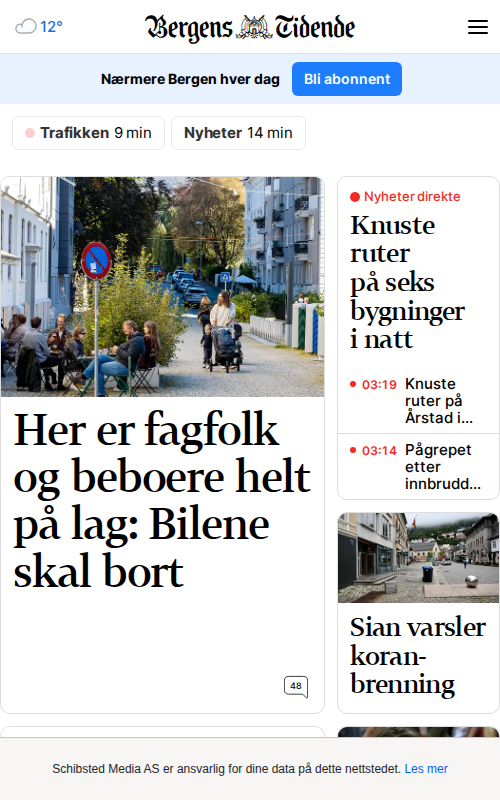 12°
Bergens Tidende
Nærmere Bergen hver dag
Bli abonnent
Trafikken 9 min
Nyheter 14 min
Her er fagfolk
og beboere helt
på lag: Bilene
skal bort
48
Nyheter direkte
Knuste
ruter
på seks
bygninger
i natt
03:19 Knuste
ruter på
Årstad i...
03:14 Pågrepet
etter
innbrudd...
Sian varsler
koran-
brenning
Schibsted Media AS er ansvarlig for dine data på dette nettstedet. Les mer